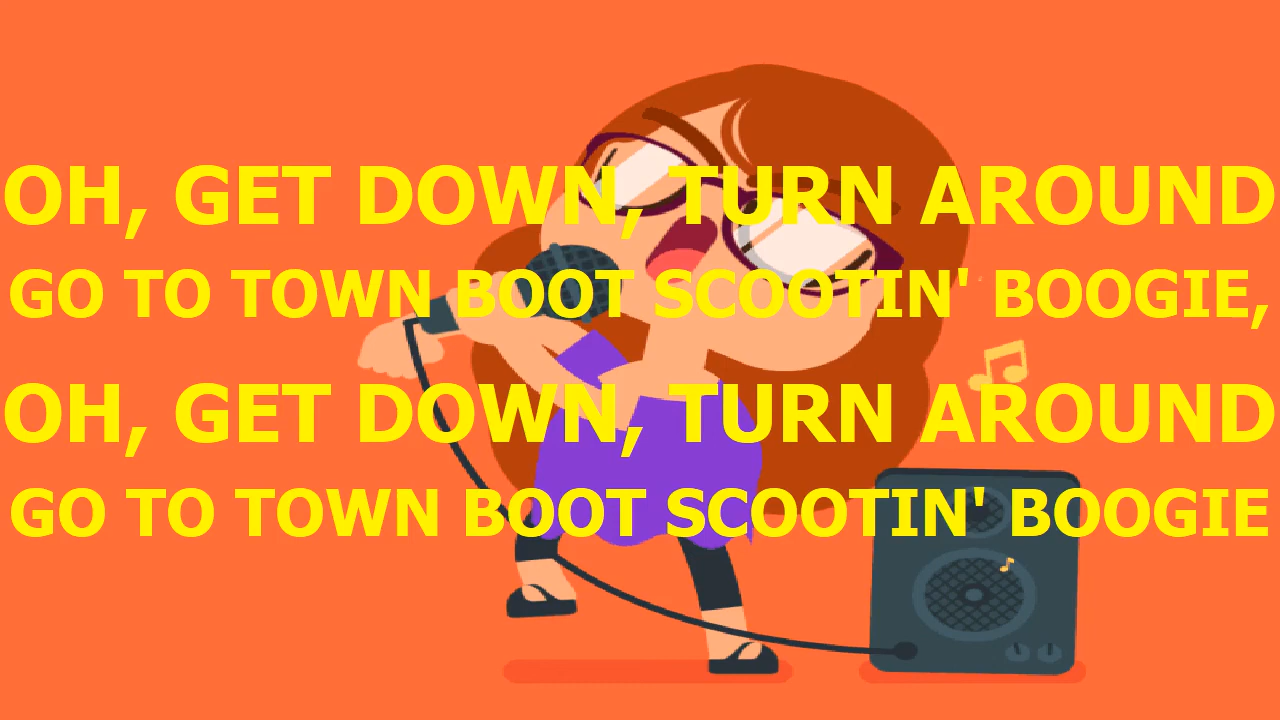 OH, GET DOWN, TURN AROUND
GO TO TOWN BOOT SCOOTIN' BOOGIE,
OH, GET DOWN, TURN AROUND
GO TO TOWN BOOT SCOOTIN' BOOGIE